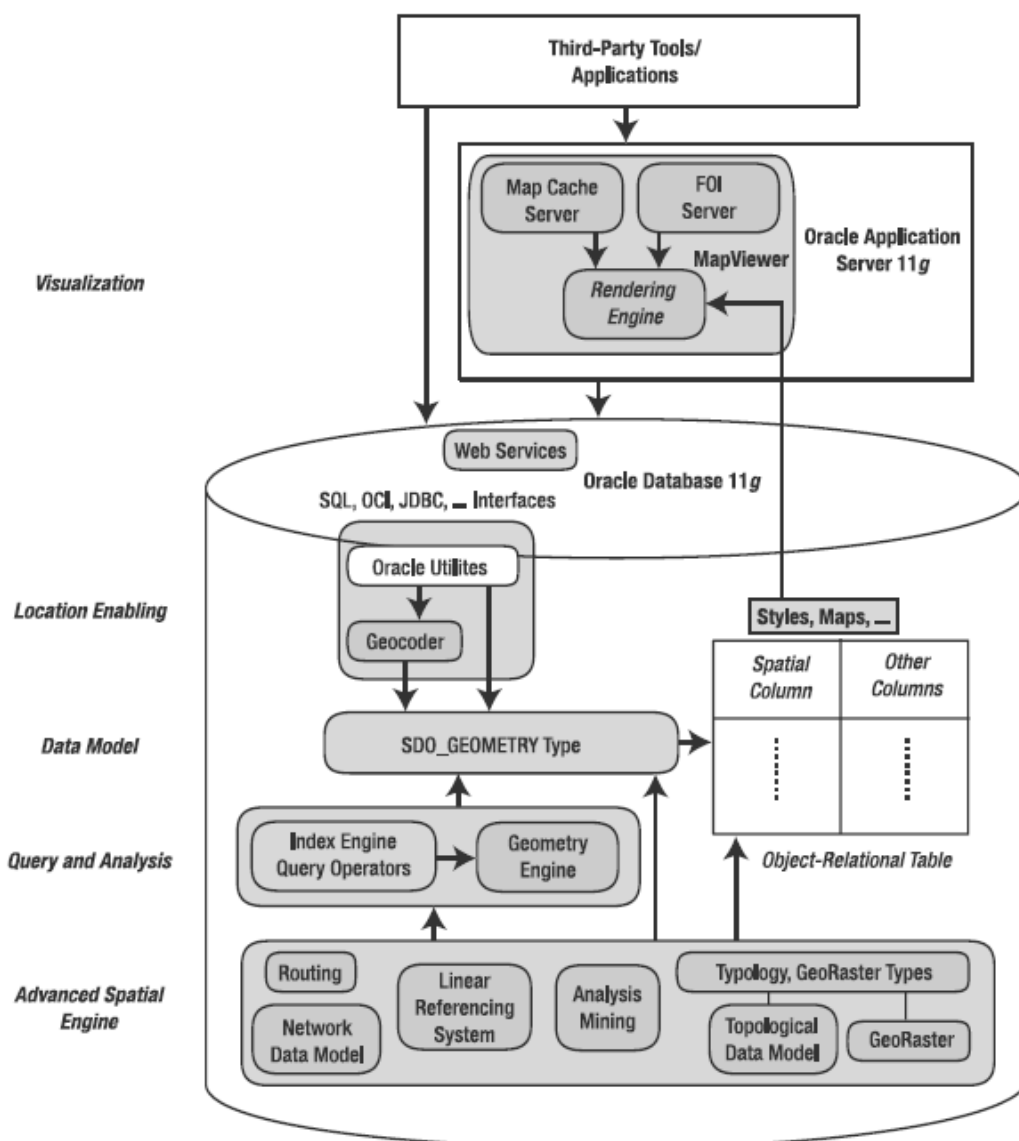 Third-Party Tools/
Applications
Map Cache
Server
FOI
Server
Oracle Application
Server 11g
MapViewer
Rendering
Engine
Visualization
Web Services
Oracle Database 11g
SQL, OCI, JDBC, ... Interfaces
Oracle Utilites
Location Enabling
Geocoder
Styles, Maps, ...
Spatial
Column
Other
Columns
Data Model
SDO_GEOMETRY Type
Query and Analysis
Index Engine
Query Operators
Geometry
Engine
Object-Relational Table
Advanced Spatial
Engine
Routing
Network
Data Model
Linear
Referencing
System
Analysis
Mining
Typology, GeoRaster Types
Topological
Data Model
GeoRaster